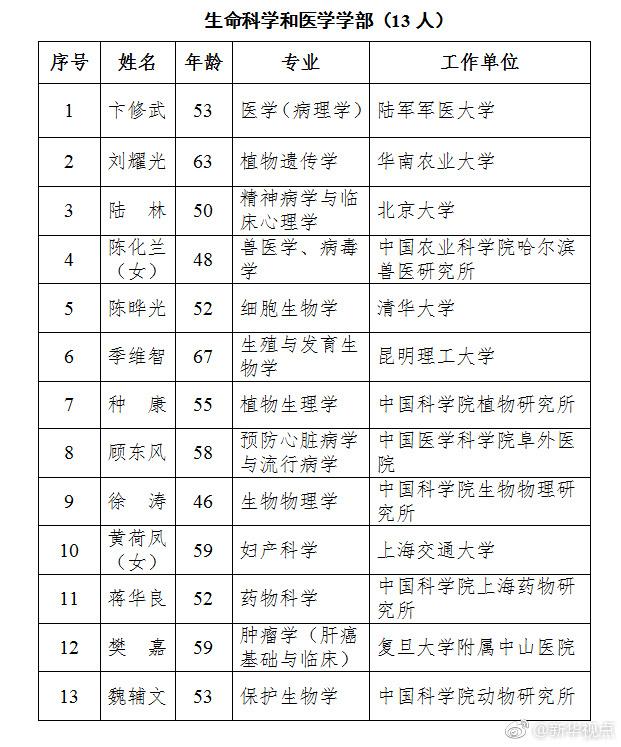 生命科学和医学学部（13 人）
序号 姓名 年龄 专业 工作单位
1 卞修武 53 医学（病理学） 陆军军医大学
2 刘耀光 63 植物遗传学 华南农业大学
3 陆 林 50 精神病学与临床心理学 北京大学
4 陈化兰（女） 48 兽医学、病毒学 中国农业科学院哈尔滨兽医研究所
5 陈晔光 52 细胞生物学 清华大学
6 季维智 67 生殖与发育生物学 昆明理工大学
7 种 康 55 植物生理学 中国科学院植物研究所
8 顾东风 58 预防心脏病学与流行病学 中国医学科学院阜外医院
9 徐 涛 46 生物物理学 中国科学院生物物理研究所
10 黄荷凤（女） 59 妇产科学 上海交通大学
11 蒋华良 52 药物科学 中国科学院上海药物研究所
12 樊 嘉 59 肿瘤学（肝癌基础与临床） 复旦大学附属中山医院
13 魏辅文 53 保护生物学 中国科学院动物研究所
@新华视点